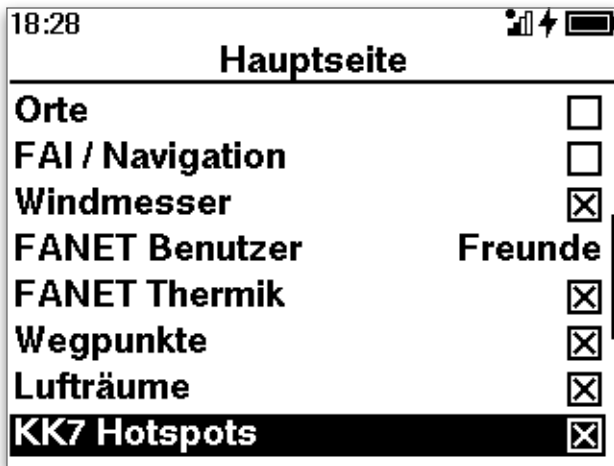 18:28
Hauptseite
Orte
FAI / Navigation
Windmesser
FANET Benutzer Freunde
FANET Thermik
Wegpunkte
Lufträume
KK7 Hotspots